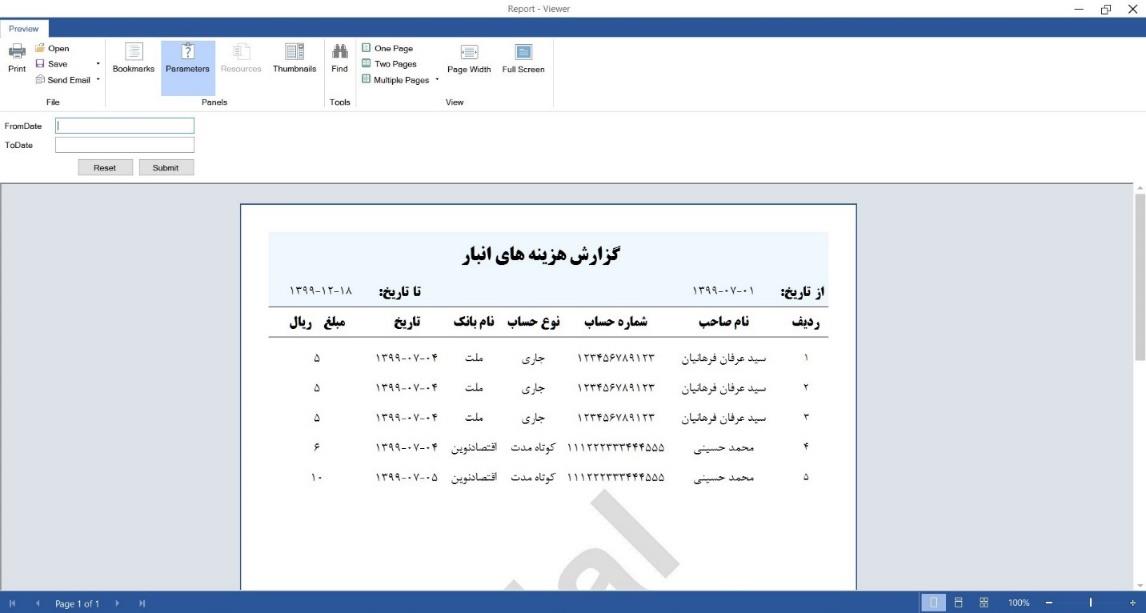 Report - Viewer
Preview
Print Open Save Send Email Bookmarks Parameters Resources Thumbnails Find One Page Two Pages Multiple Pages Page Width Full Screen
File Panels Tools View
FromDate
ToDate
Reset Submit
گزارش هزینه های انبار
از تاریخ: ۱۳۹۹-۰۷-۰۱ تا تاریخ: ۱۳۹۹-۱۲-۱۸
ردیف نام صاحب شماره حساب نوع حساب نام بانک تاریخ مبلغ ریال
۱ سید عرفان فرهانیان ۱۲۳۴۵۶۷۸۹۱۲۳ جاری ملت ۱۳۹۹-۰۷-۰۴ ۵
۲ سید عرفان فرهانیان ۱۲۳۴۵۶۷۸۹۱۲۳ جاری ملت ۱۳۹۹-۰۷-۰۴ ۵
۳ سید عرفان فرهانیان ۱۲۳۴۵۶۷۸۹۱۲۳ جاری ملت ۱۳۹۹-۰۷-۰۴ ۵
۴ محمد حسینی ۱۱۱۲۲۲۳۳۳۴۴۴۵۵۵ کوتاه مدت اقتصادنوین ۱۳۹۹-۰۷-۰۴ ۶
۵ محمد حسینی ۱۱۱۲۲۲۳۳۳۴۴۴۵۵۵ کوتاه مدت اقتصادنوین ۱۳۹۹-۰۷-۰۵ ۱۰
Page 1 of 1 100%